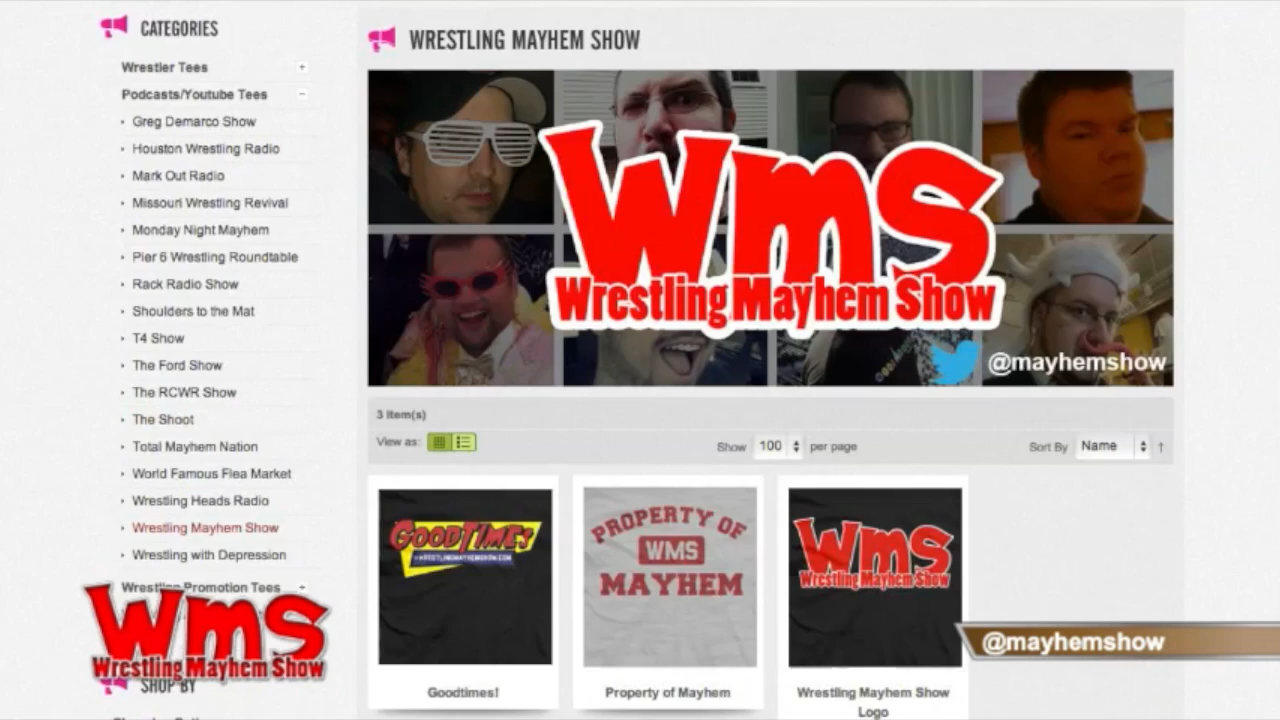 CATEGORIES
Wrestler Tees +
Podcasts/Youtube Tees −
Greg Demarco Show
Houston Wrestling Radio
Mark Out Radio
Missouri Wrestling Revival
Monday Night Mayhem
Pier 6 Wrestling Roundtable
Rack Radio Show
Shoulders to the Mat
T4 Show
The Ford Show
The RCWR Show
The Shoot
Total Mayhem Nation
World Famous Flea Market
Wrestling Heads Radio
Wrestling Mayhem Show
Wrestling with Depression
Wrestling Promotion Tees +
WmS
Wrestling Mayhem Show
SHOP BY
WRESTLING MAYHEM SHOW
WmS
Wrestling Mayhem Show
@mayhemshow
3 Item(s)
View as:
Show 100 per page
Sort By Name ↑
GOODTIMES
WRESTLINGMAYHEMSHOW.COM
Goodtimes!
PROPERTY OF
WMS
MAYHEM
Property of Mayhem
WmS
Wrestling Mayhem Show
Wrestling Mayhem Show
Logo
@mayhemshow